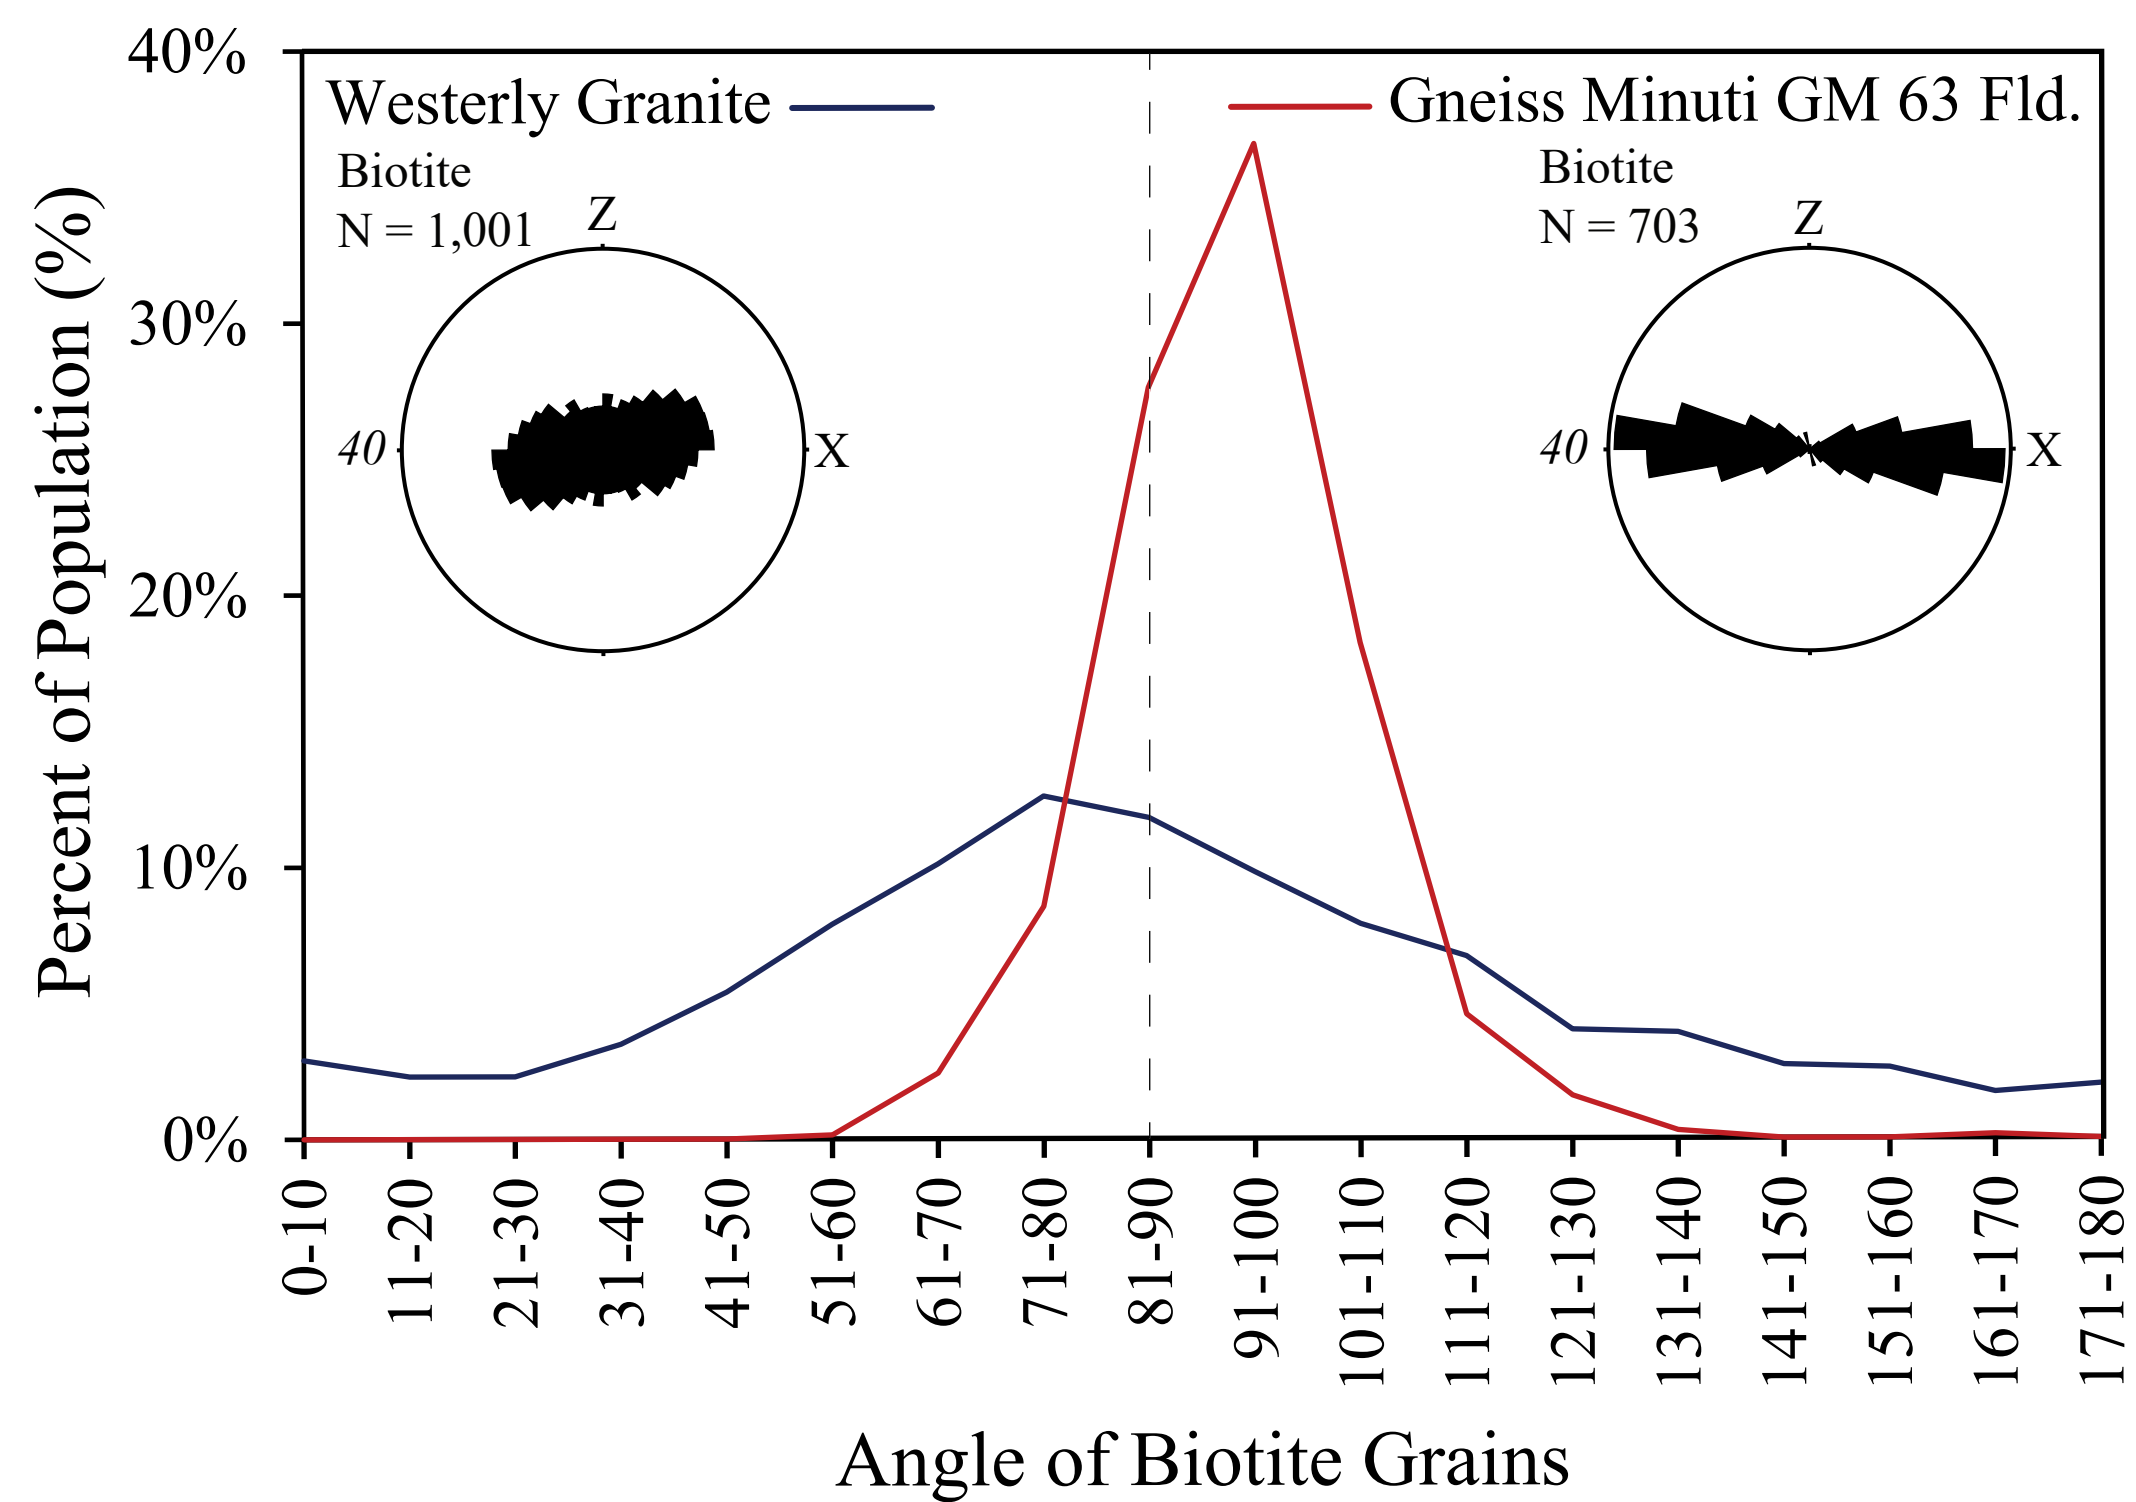 40%
30%
20%
10%
0%
Percent of Population (%)
Westerly Granite
Biotite
N = 1,001
Z
40
X
Gneiss Minuti GM 63 Fld.
Biotite
N = 703
Z
40
X
0-10
11-20
21-30
31-40
41-50
51-60
61-70
71-80
81-90
91-100
101-110
111-120
121-130
131-140
141-150
151-160
161-170
171-180
Angle of Biotite Grains